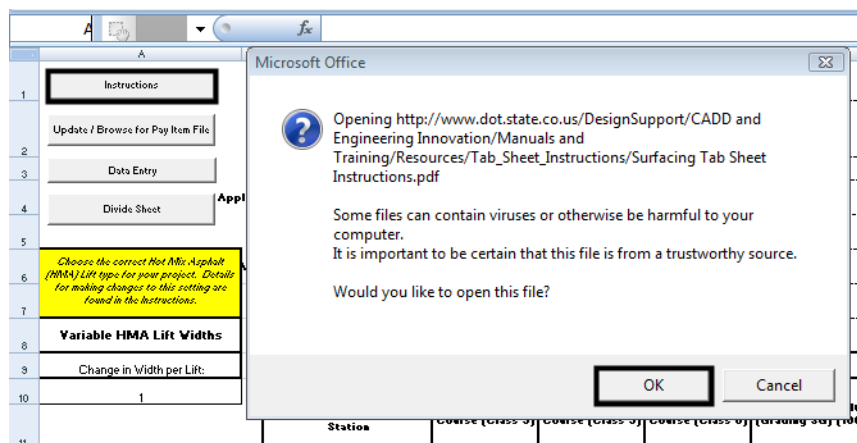 A
fx
A
1
Instructions
Update / Browse for Pay Item File
2
3
Data Entry
4
Divide Sheet
Appl
5
Choose the correct Hot Mix Asphalt
(HMA) Lift type for your project. Details
for making changes to this setting are
found in the Instructions.
6
7
Variable HMA Lift Widths
8
9
Change in Width per Lift:
10
1
11
Station
Microsoft Office
Opening http://www.dot.state.co.us/DesignSupport/CADD and
Engineering Innovation/Manuals and
Training/Resources/Tab_Sheet_Instructions/Surfacing Tab Sheet
Instructions.pdf
Some files can contain viruses or otherwise be harmful to your
computer.
It is important to be certain that this file is from a trustworthy source.
Would you like to open this file?
OK
Cancel